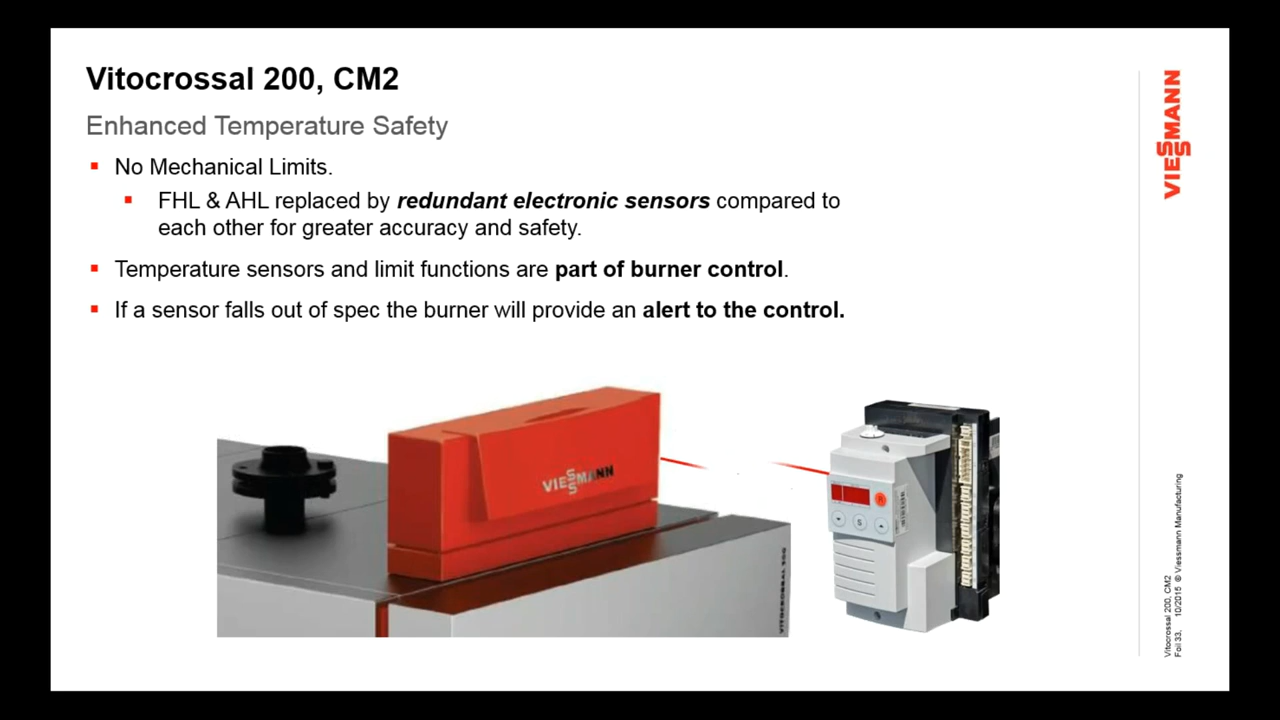 Vitocrossal 200, CM2
Enhanced Temperature Safety
No Mechanical Limits.
FHL & AHL replaced by redundant electronic sensors compared to
each other for greater accuracy and safety.
Temperature sensors and limit functions are part of burner control.
If a sensor falls out of spec the burner will provide an alert to the control.
VIESSMANN
VIESSMANN
VITOCROSSAL 200
R
S
Vitocrossal 200, CM2
Foil 33, 10/2015 © Viessmann Manufacturing